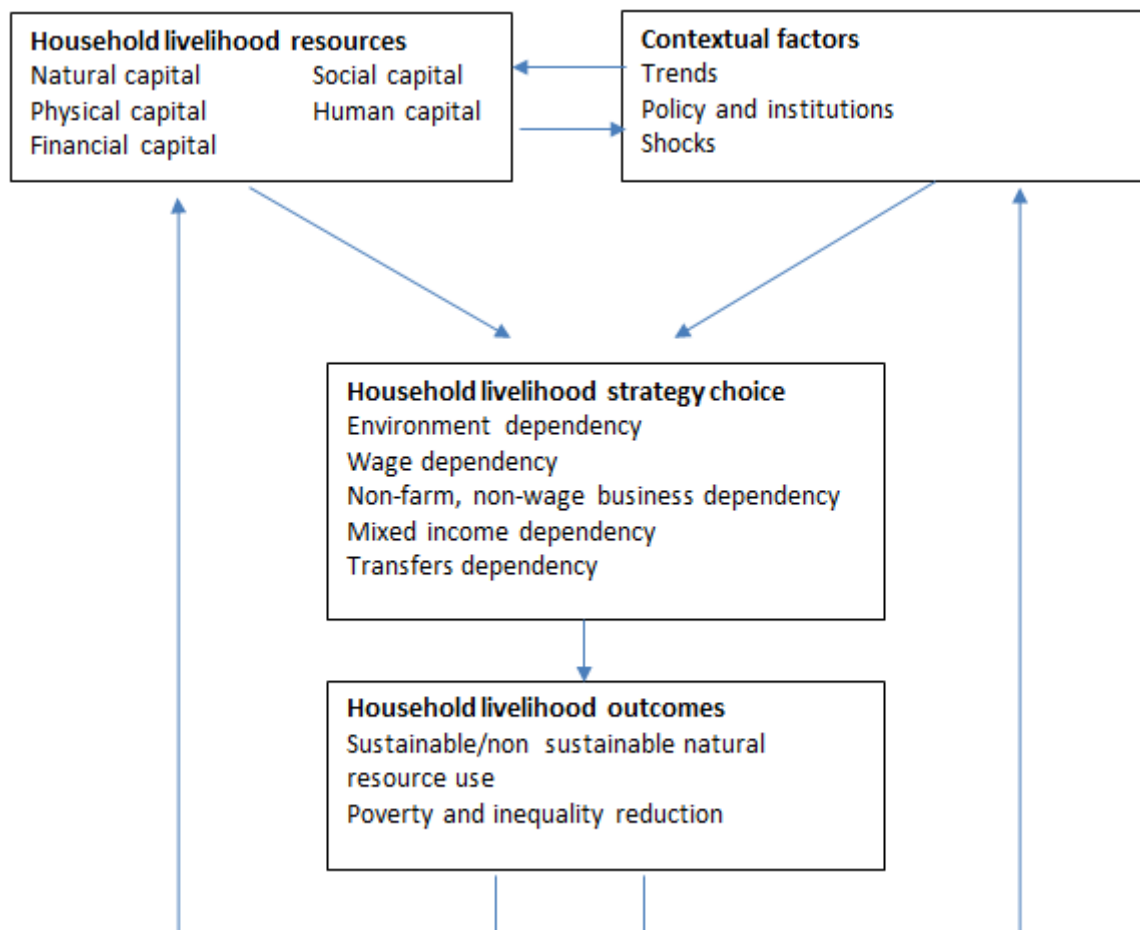 Household livelihood resources
Natural capital Social capital
Physical capital Human capital
Financial capital
Contextual factors
Trends
Policy and institutions
Shocks
Household livelihood strategy choice
Environment dependency
Wage dependency
Non-farm, non-wage business dependency
Mixed income dependency
Transfers dependency
Household livelihood outcomes
Sustainable/non sustainable natural
resource use
Poverty and inequality reduction